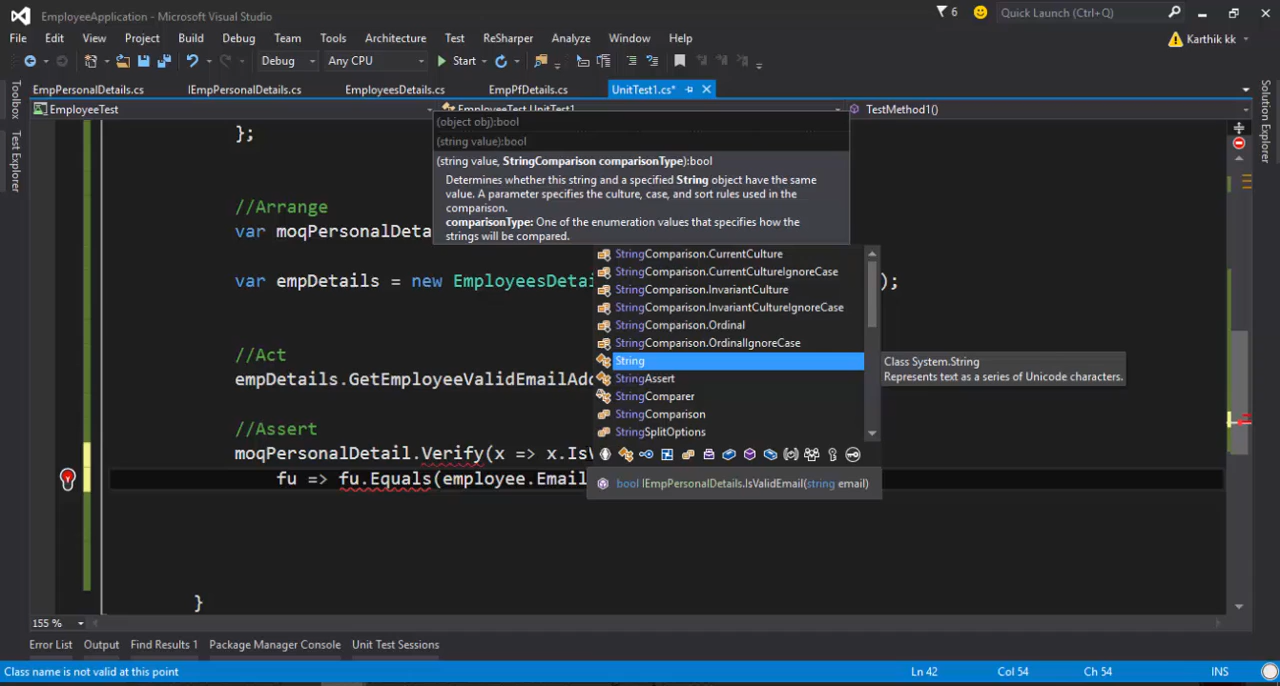 EmployeeApplication - Microsoft Visual Studio
6
Quick Launch (Ctrl+Q)
File Edit View Project Build Debug Team Tools Architecture Test ReSharper Analyze Window Help
Karthik kk
Debug Any CPU Start
EmpPersonalDetails.cs IEmpPersonalDetails.cs EmployeesDetails.cs EmpPfDetails.cs UnitTest1.cs*
EmployeeTest EmployeeTest.UnitTest1 TestMethod1()
Toolbox
Test Explorer
Solution Explorer
(object obj):bool
};
(string value):bool
(string value, StringComparison comparisonType):bool
Determines whether this string and a specified String object have the same
value. A parameter specifies the culture, case, and sort rules used in the
comparison.
comparisonType: One of the enumeration values that specifies how the
strings will be compared.
//Arrange
var moqPersonalDeta
StringComparison.CurrentCulture
StringComparison.CurrentCultureIgnoreCase
var empDetails = new EmployeesDetai );
StringComparison.InvariantCulture
StringComparison.InvariantCultureIgnoreCase
StringComparison.Ordinal
StringComparison.OrdinalIgnoreCase
//Act
String
Class System.String
Represents text as a series of Unicode characters.
empDetails.GetEmployeeValidEmailAdd
StringAssert
StringComparer
StringComparison
StringSplitOptions
//Assert
moqPersonalDetail.Verify(x => x.IsV
fu => fu.Equals(employee.Email
bool IEmpPersonalDetails.IsValidEmail(string email)
}
155 %
Error List Output Find Results 1 Package Manager Console Unit Test Sessions
Class name is not valid at this point Ln 42 Col 54 Ch 54 INS